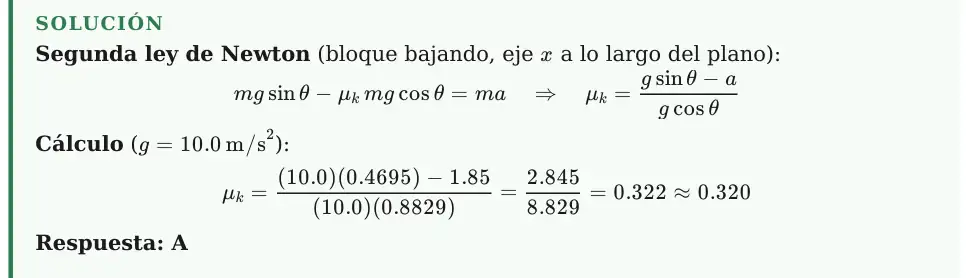 SOLUCIÓN
Segunda ley de Newton (bloque bajando, eje x a lo largo del plano):
mg sin θ − μₖ mg cos θ = ma ⇒ μₖ = (g sin θ − a) / (g cos θ)
Cálculo (g = 10.0 m/s²):
μₖ = ((10.0)(0.4695) − 1.85) / ((10.0)(0.8829)) = 2.845 / 8.829 = 0.322 ≈ 0.320
Respuesta: A